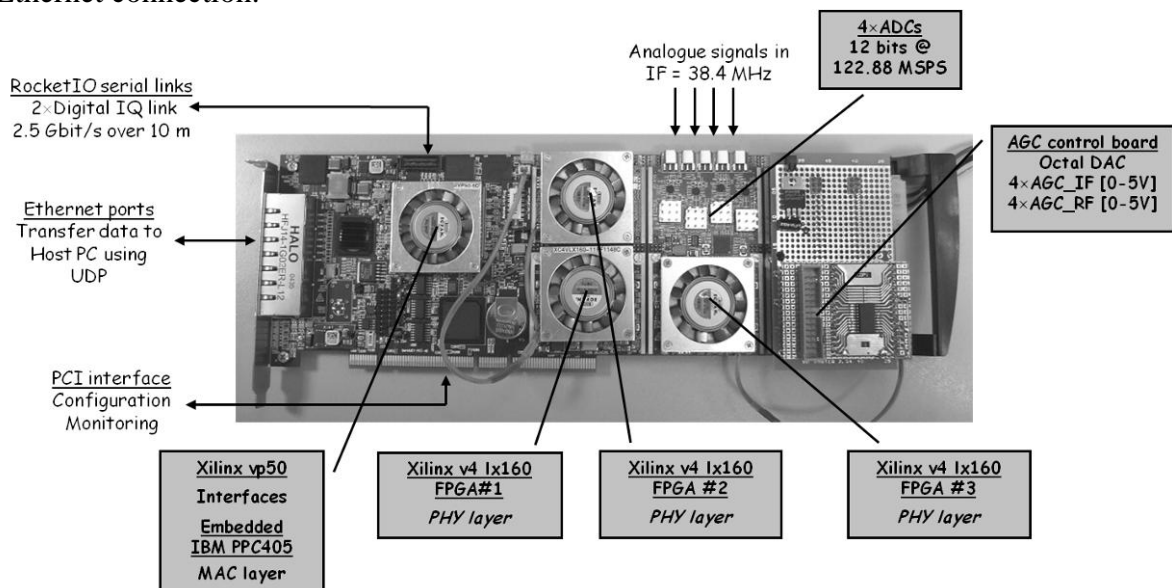 Ethernet connection.
4×ADCs
12 bits @
122.88 MSPS
Analogue signals in
IF = 38.4 MHz
RocketIO serial links
2×Digital IQ link
2.5 Gbit/s over 10 m
AGC control board
Octal DAC
4×AGC_IF [0-5V]
4×AGC_RF [0-5V]
Ethernet ports
Transfer data to
Host PC using
UDP
HALO
PCI interface
Configuration
Monitoring
Xilinx vp50
Interfaces
Embedded
IBM PPC405
MAC layer
Xilinx v4 lx160
FPGA#1
PHY layer
Xilinx v4 lx160
FPGA #2
PHY layer
Xilinx v4 lx160
FPGA #3
PHY layer